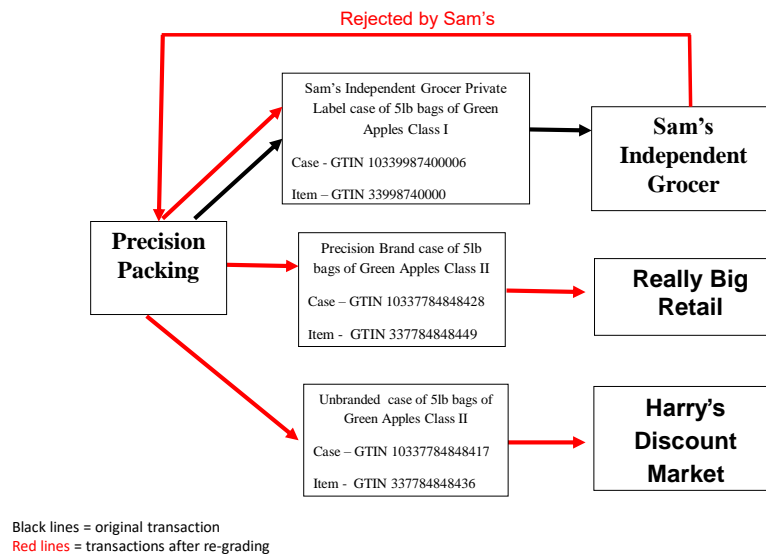 Rejected by Sam's
Sam's Independent Grocer Private
Label case of 5lb bags of Green
Apples Class I
Case - GTIN 10339987400006
Item – GTIN 33998740000
Sam's
Independent
Grocer
Precision
Packing
Precision Brand case of 5lb
bags of Green Apples Class II
Case – GTIN 10337784848428
Item - GTIN 337784848449
Really Big
Retail
Unbranded case of 5lb bags of
Green Apples Class II
Case – GTIN 10337784848417
Item - GTIN 337784848436
Harry's
Discount
Market
Black lines = original transaction
Red lines = transactions after re-grading